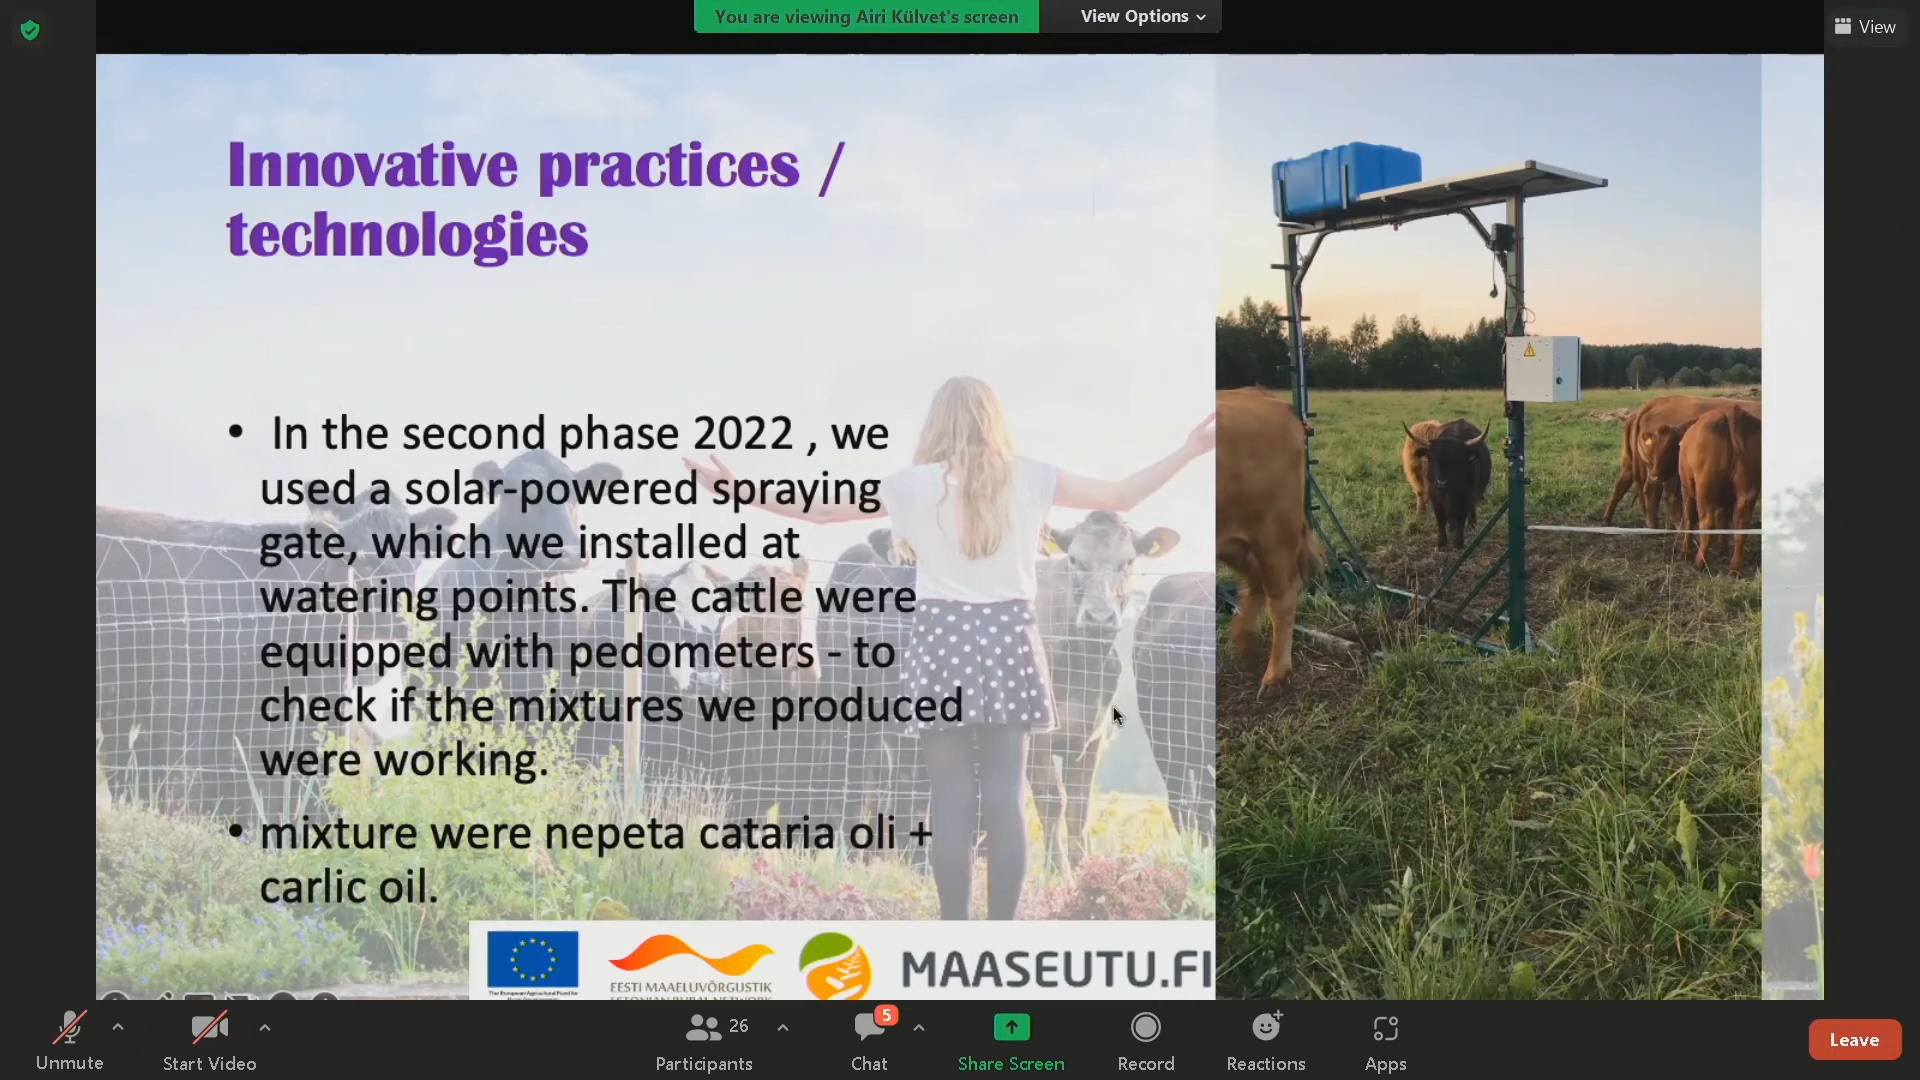 You are viewing Airi Külvet's screen
View Options
View
Innovative practices /
technologies
• In the second phase 2022 , we
used a solar-powered spraying
gate, which we installed at
watering points. The cattle were
equipped with pedometers - to
check if the mixtures we produced
were working.
• mixture were nepeta cataria oli +
carlic oil.
EESTI MAAELUVÕRGUSTIK
ESTONIAN RURAL NETWORK
MAASEUTU.FI
Unmute
Start Video
26
Participants
5
Chat
Share Screen
Record
Reactions
Apps
Leave